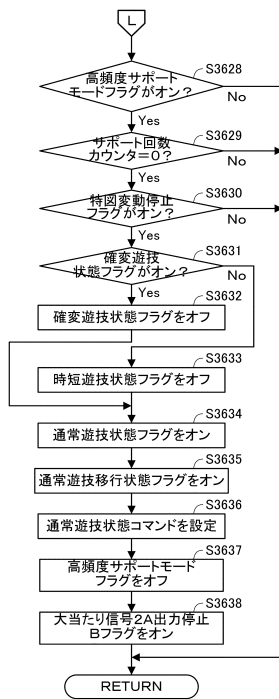 L
高頻度サポート
モードフラグがオン?
S3628
No
Yes
サポート回数
カウンタ=0?
S3629
No
Yes
特図変動停止
フラグがオン?
S3630
No
Yes
確変遊技
状態フラグがオン?
S3631
No
Yes
S3632
確変遊技状態フラグをオフ
S3633
時短遊技状態フラグをオフ
S3634
通常遊技状態フラグをオン
S3635
通常遊技移行状態フラグをオン
S3636
通常遊技状態コマンドを設定
S3637
高頻度サポートモード
フラグをオフ
S3638
大当たり信号2A出力停止
Bフラグをオン
RETURN